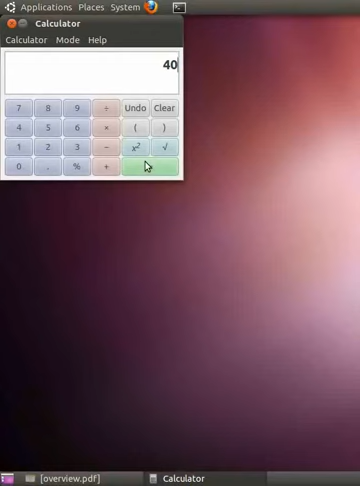 Applications Places System
Calculator
Calculator Mode Help
40
7 8 9 ÷ Undo Clear
4 5 6 × ( )
1 2 3 − x² √
0 . % +
[overview.pdf] Calculator